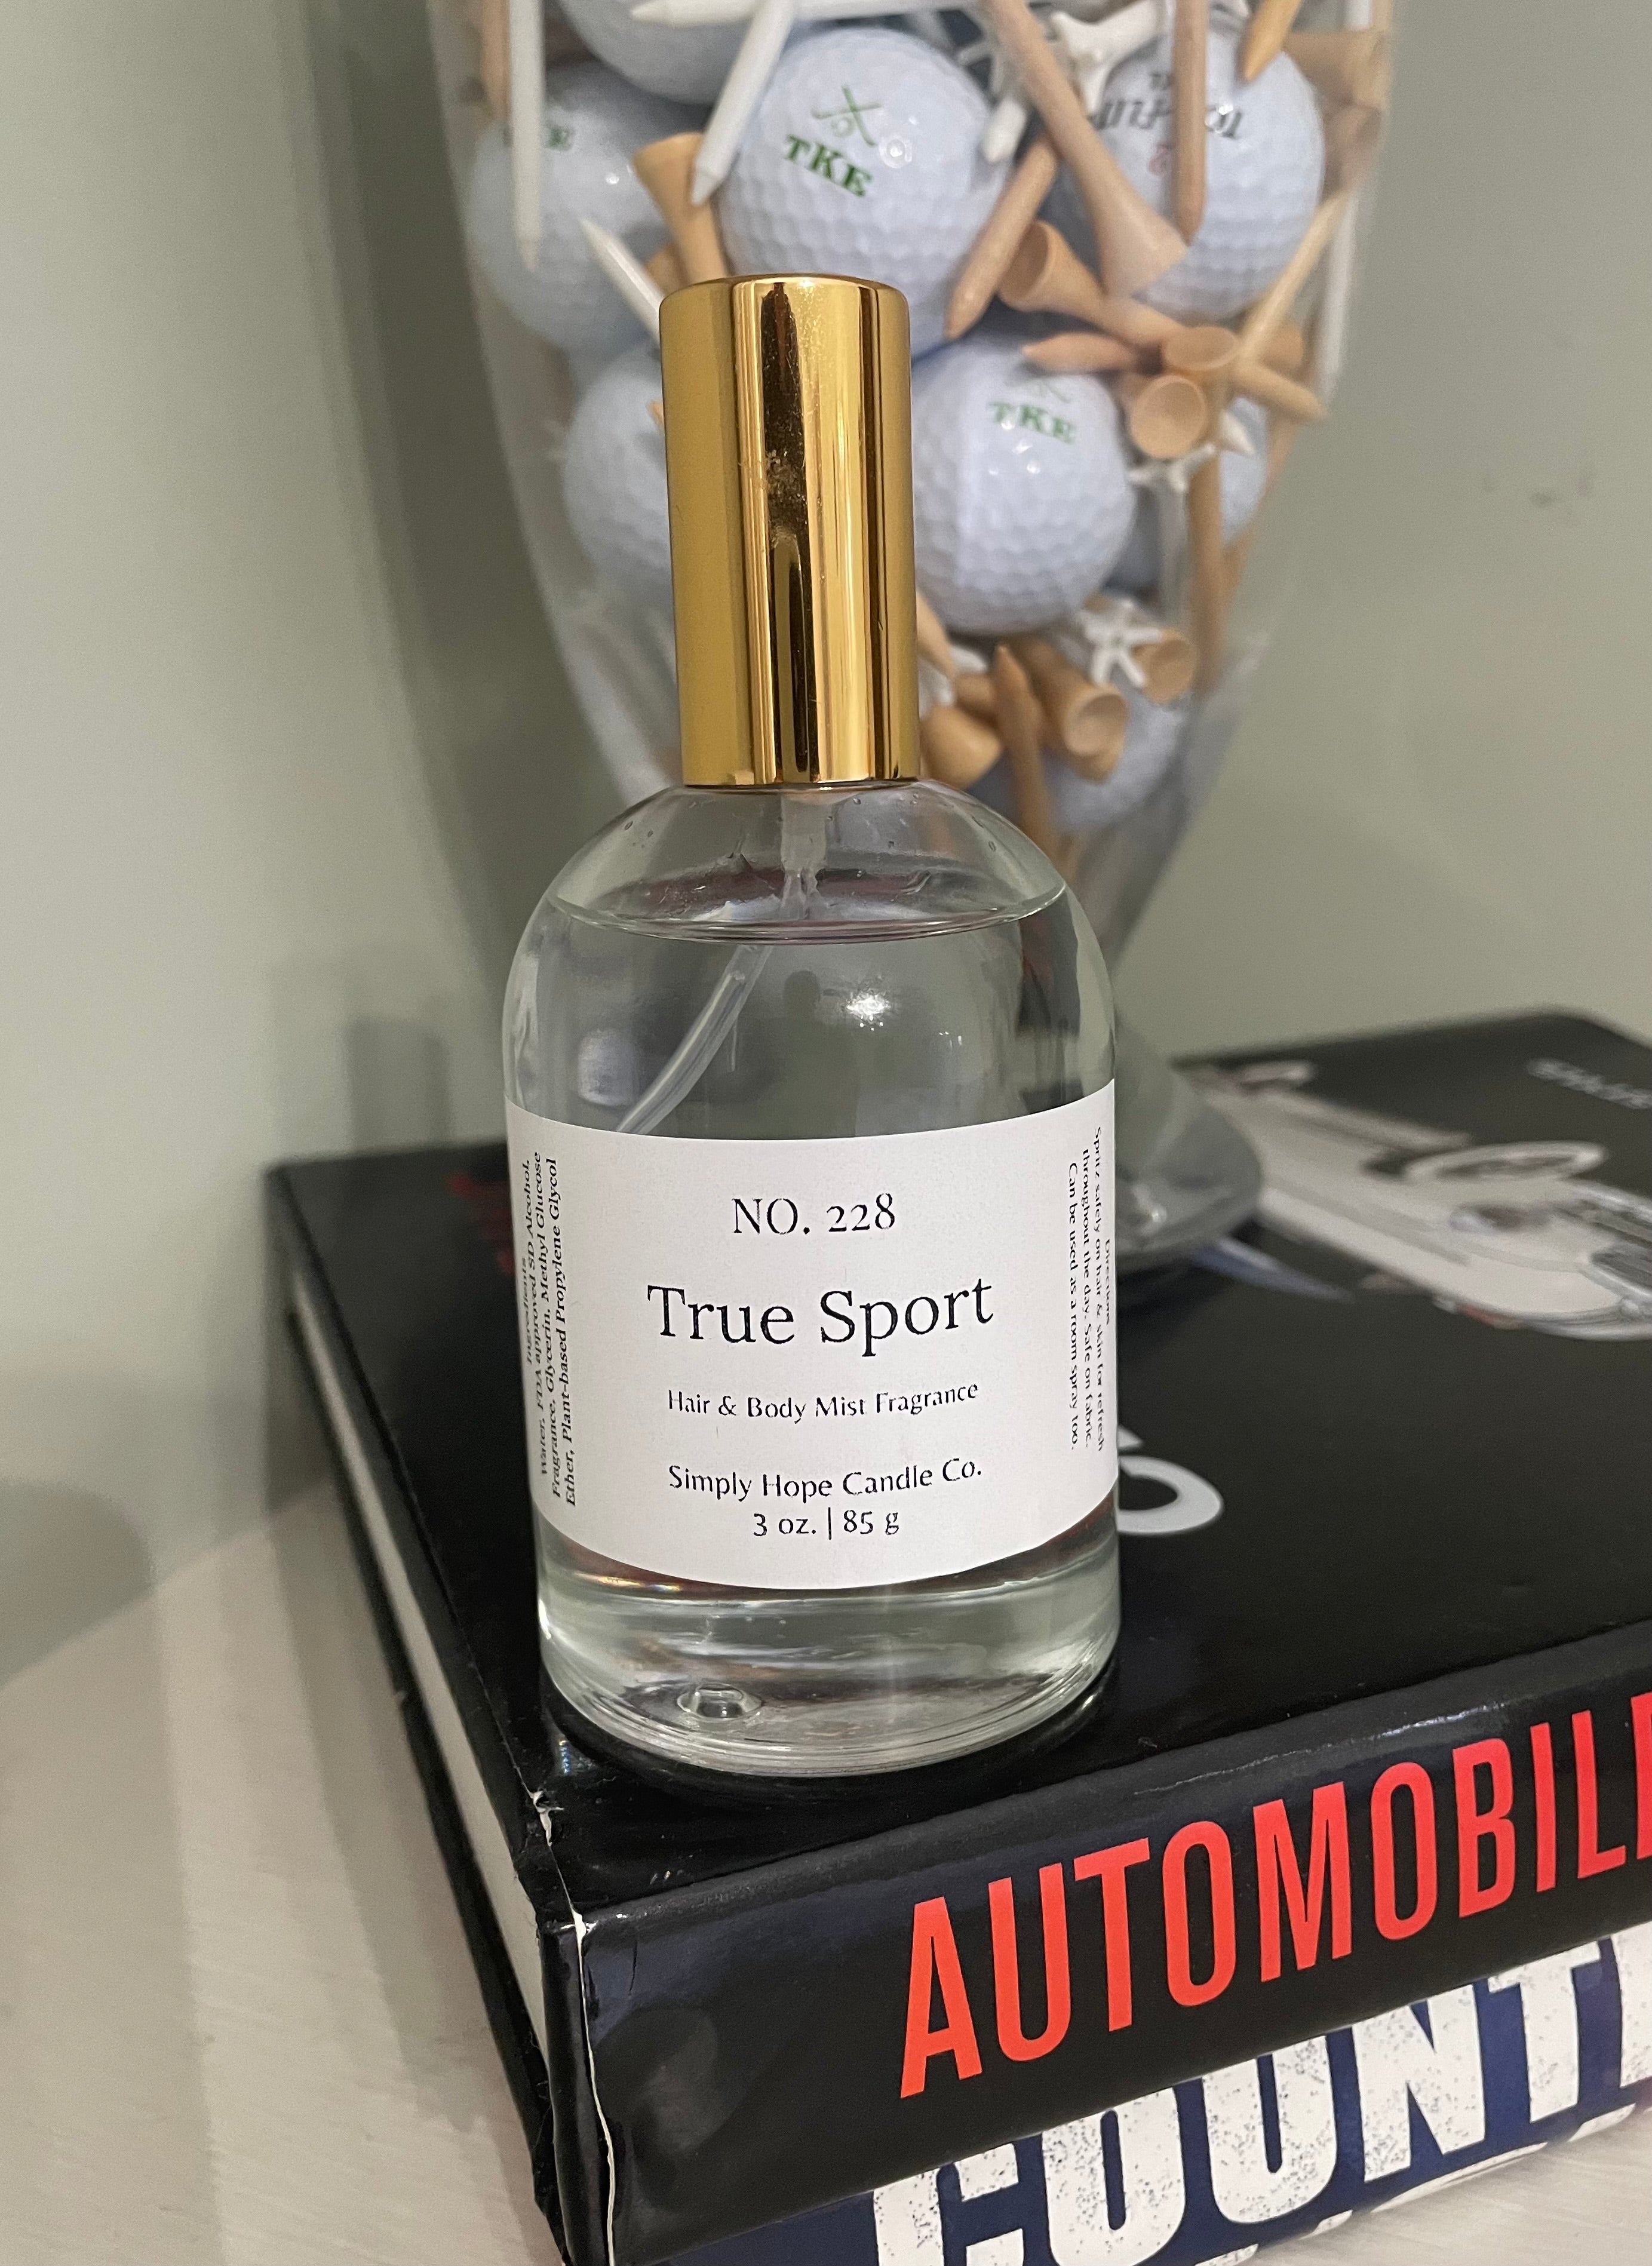 TKE
TKE
TKE
NO. 228
True Sport
Hair & Body Mist Fragrance
Simply Hope Candle Co.
3 oz. | 85 g
Ingredients
Water, FDA approved SD Alcohol,
Fragrance, Glycerin, Methyl Glucose
Ether, Plant-based Propylene Glycol
Directions
Spritz safely on hair & skin for refresh
throughout the day. Safe on fabric.
Can be used as a room spray too.
AUTOMOBILE
COUNT